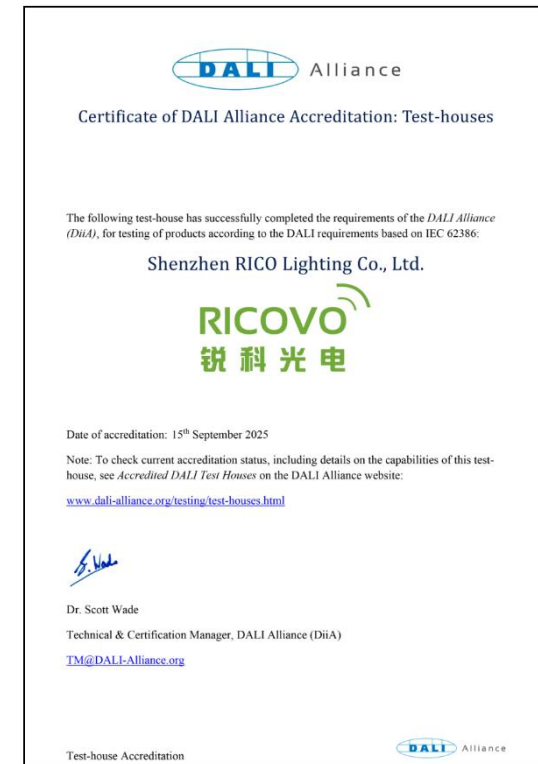 DALI Alliance
Certificate of DALI Alliance Accreditation: Test-houses
The following test-house has successfully completed the requirements of the DALI Alliance
(DiiA), for testing of products according to the DALI requirements based on IEC 62386:
Shenzhen RICO Lighting Co., Ltd.
RICOVO
锐科光电
Date of accreditation: 15th September 2025
Note: To check current accreditation status, including details on the capabilities of this test-
house, see Accredited DALI Test Houses on the DALI Alliance website:
www.dali-alliance.org/testing/test-houses.html
S. Wade
Dr. Scott Wade
Technical & Certification Manager, DALI Alliance (DiiA)
TM@DALI-Alliance.org
Test-house Accreditation
DALI Alliance